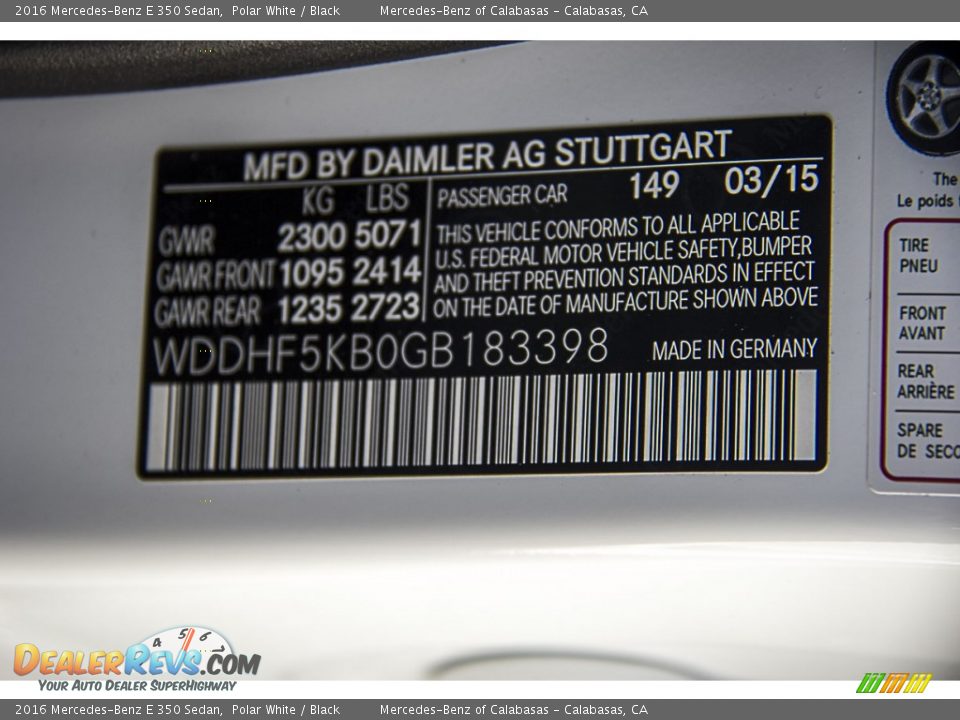 2016 Mercedes-Benz E 350 Sedan, Polar White / Black Mercedes-Benz of Calabasas - Calabasas, CA
MFD BY DAIMLER AG STUTTGART
KG LBS
GVWR 2300 5071
GAWR FRONT 1095 2414
GAWR REAR 1235 2723
PASSENGER CAR 149 03/15
THIS VEHICLE CONFORMS TO ALL APPLICABLE
U.S. FEDERAL MOTOR VEHICLE SAFETY,BUMPER
AND THEFT PREVENTION STANDARDS IN EFFECT
ON THE DATE OF MANUFACTURE SHOWN ABOVE
WDDHF5KB0GB183398 MADE IN GERMANY
The
Le poids
TIRE
PNEU
FRONT
AVANT
REAR
ARRIÈRE
SPARE
DE SECO
4 5 6
DEALERREVS.COM
YOUR AUTO DEALER SUPERHIGHWAY
2016 Mercedes-Benz E 350 Sedan, Polar White / Black Mercedes-Benz of Calabasas - Calabasas, CA